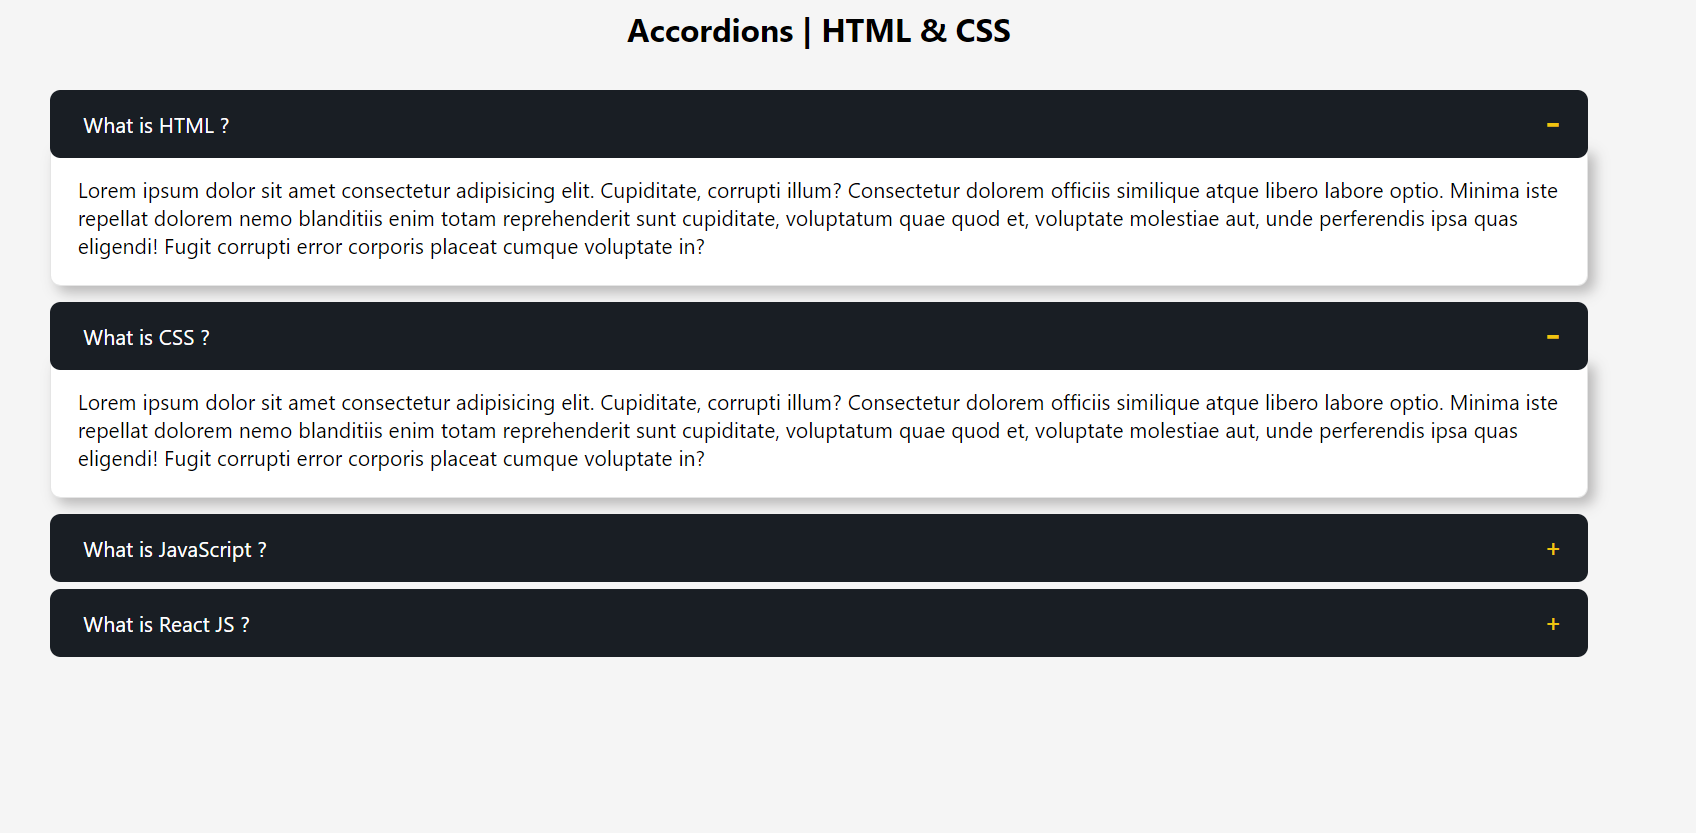 Accordions | HTML & CSS
What is HTML ?
-
Lorem ipsum dolor sit amet consectetur adipisicing elit. Cupiditate, corrupti illum? Consectetur dolorem officiis similique atque libero labore optio. Minima iste
repellat dolorem nemo blanditiis enim totam reprehenderit sunt cupiditate, voluptatum quae quod et, voluptate molestiae aut, unde perferendis ipsa quas
eligendi! Fugit corrupti error corporis placeat cumque voluptate in?
What is CSS ?
-
Lorem ipsum dolor sit amet consectetur adipisicing elit. Cupiditate, corrupti illum? Consectetur dolorem officiis similique atque libero labore optio. Minima iste
repellat dolorem nemo blanditiis enim totam reprehenderit sunt cupiditate, voluptatum quae quod et, voluptate molestiae aut, unde perferendis ipsa quas
eligendi! Fugit corrupti error corporis placeat cumque voluptate in?
What is JavaScript ?
+
What is React JS ?
+